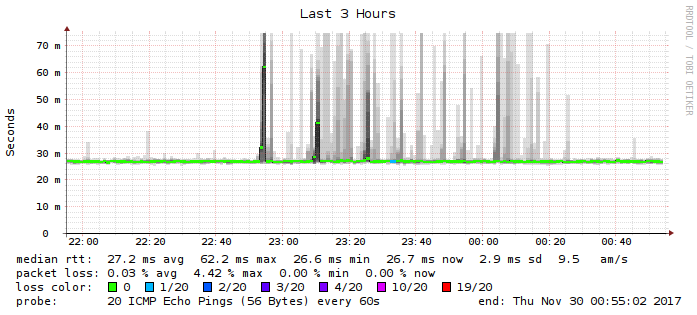 Last 3 Hours
RRDTOOL / TOBI OETIKER
Seconds
70 m
60 m
50 m
40 m
30 m
20 m
10 m
0
22:00 22:20 22:40 23:00 23:20 23:40 00:00 00:20 00:40
median rtt: 27.2 ms avg 62.2 ms max 26.6 ms min 26.7 ms now 2.9 ms sd 9.5 am/s
packet loss: 0.03 % avg 4.42 % max 0.00 % min 0.00 % now
loss color: 0 1/20 2/20 3/20 4/20 10/20 19/20
probe: 20 ICMP Echo Pings (56 Bytes) every 60s end: Thu Nov 30 00:55:02 2017